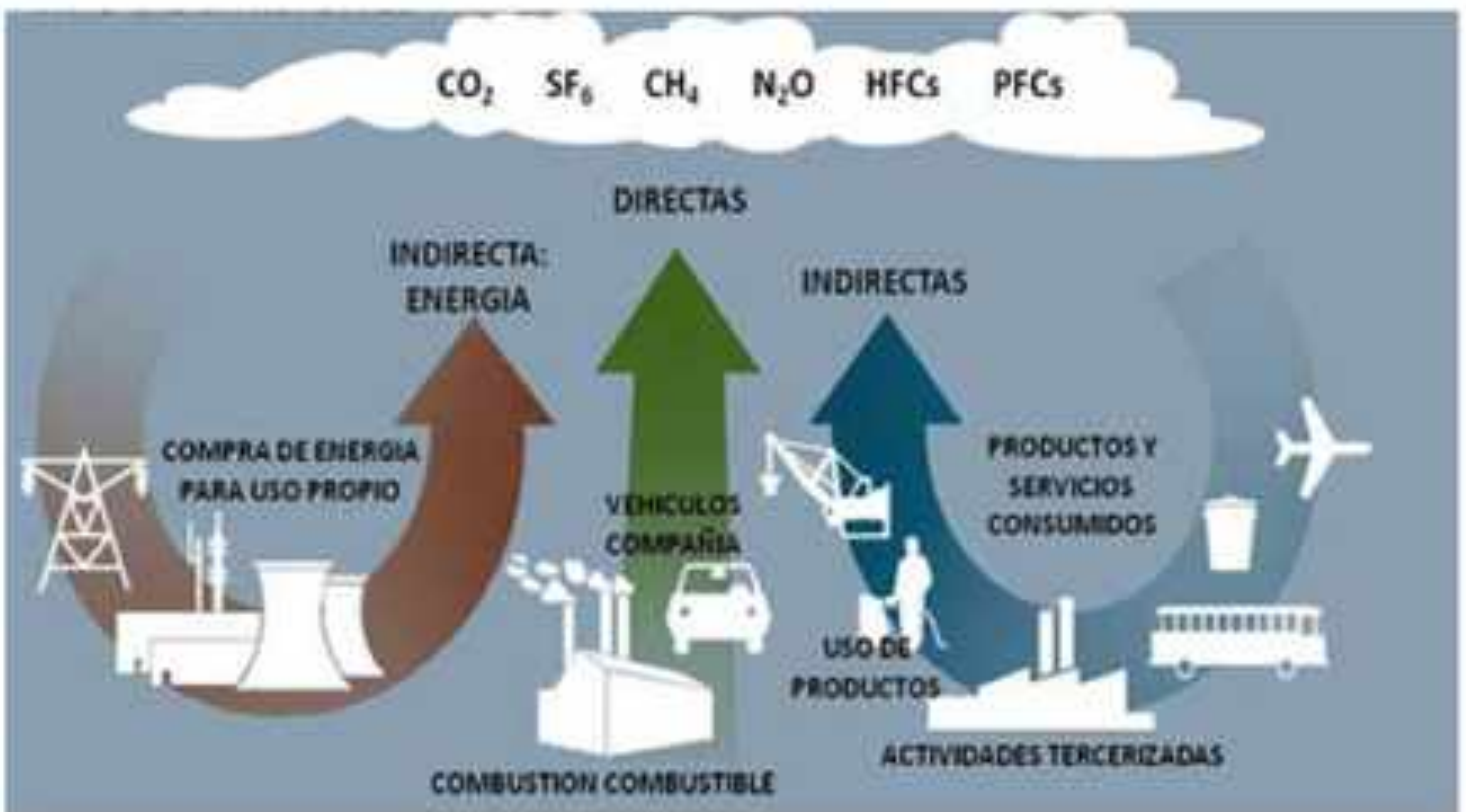 CO₂ SF₆ CH₄ N₂O HFCs PFCs
DIRECTAS
INDIRECTA:
ENERGIA
INDIRECTAS
COMPRA DE ENERGIA
PARA USO PROPIO
VEHICULOS
COMPAÑIA
PRODUCTOS Y
SERVICIOS
CONSUMIDOS
USO DE
PRODUCTOS
COMBUSTION COMBUSTIBLE
ACTIVIDADES TERCERIZADAS